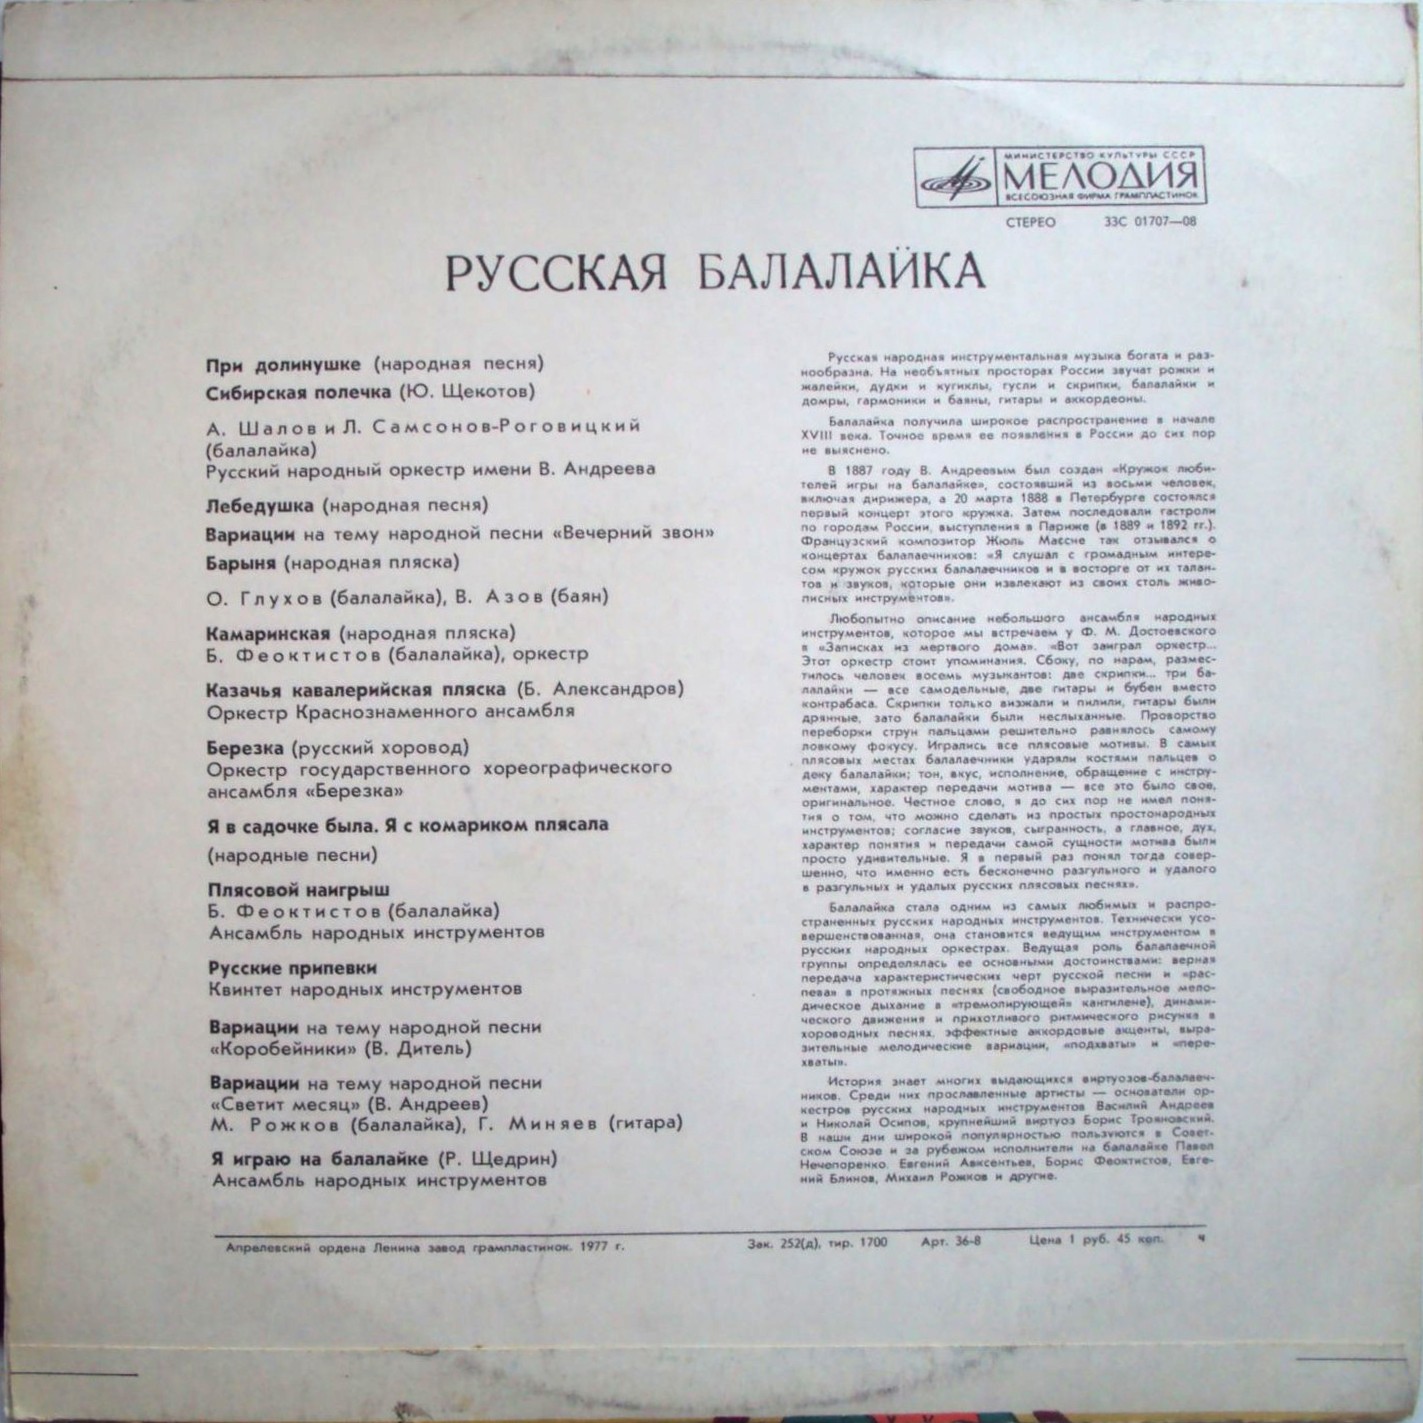 МИНИСТЕРСТВО КУЛЬТУРЫ СССР
МЕЛОДИЯ
ВСЕСОЮЗНАЯ ФИРМА ГРАМПЛАСТИНОК
СТЕРЕО 33С 01707—08
РУССКАЯ БАЛАЛАЙКА
При долинушке (народная песня)
Сибирская полечка (Ю. Щекотов)
А. Шалов и Л. Самсонов-Роговицкий
(балалайка)
Русский народный оркестр имени В. Андреева
Лебедушка (народная песня)
Вариации на тему народной песни «Вечерний звон»
Барыня (народная пляска)
О. Глухов (балалайка), В. Азов (баян)
Камаринская (народная пляска)
Б. Феоктистов (балалайка), оркестр
Казачья кавалерийская пляска (Б. Александров)
Оркестр Краснознаменного ансамбля
Березка (русский хоровод)
Оркестр государственного хореографического
ансамбля «Березка»
Я в садочке была. Я с комариком плясала
(народные песни)
Плясовой наигрыш
Б. Феоктистов (балалайка)
Ансамбль народных инструментов
Русские припевки
Квинтет народных инструментов
Вариации на тему народной песни
«Коробейники» (В. Дитель)
Вариации на тему народной песни
«Светит месяц» (В. Андреев)
М. Рожков (балалайка), Г. Миняев (гитара)
Я играю на балалайке (Р. Щедрин)
Ансамбль народных инструментов
Русская народная инструментальная музыка богата и раз-
нообразна. На необъятных просторах России звучат рожки и
жалейки, дудки и кугиклы, гусли и скрипки, балалайки и
домры, гармоники и баяны, гитары и аккордеоны.
Балалайка получила широкое распространение в начале
XVIII века. Точное время ее появления в России до сих пор
не выяснено.
В 1887 году В. Андреевым был создан «Кружок люби-
телей игры на балалайке», состоявший из восьми человек,
включая дирижера, а 20 марта 1888 в Петербурге состоялся
первый концерт этого кружка. Затем последовали гастроли
по городам России, выступления в Париже (в 1889 и 1892 гг.).
Французский композитор Жюль Массне так отзывался о
концертах балалаечников: «Я слушал с громадным интере-
сом кружок русских балалаечников и в восторге от их талан-
тов и звуков, которые они извлекают из своих столь живо-
писных инструментов».
Любопытно описание небольшого ансамбля народных
инструментов, которое мы встречаем у Ф. М. Достоевского
в «Записках из мертвого дома». «Вот заиграл оркестр...
Этот оркестр стоит упоминания. Сбоку, по нарам, размес-
тилось человек восемь музыкантов: две скрипки... три ба-
лалайки — все самодельные, две гитары и бубен вместо
контрабаса. Скрипки только визжали и пилили, гитары были
дрянные, зато балалайки были неслыханные. Проворство
переборки струн пальцами решительно равнялось самому
ловкому фокусу. Игрались все плясовые мотивы. В самых
плясовых местах балалаечники ударяли костями пальцев о
деку балалайки; тон, вкус, исполнение, обращение с инстру-
ментами, характер передачи мотива — все это было свое,
оригинальное. Честное слово, я до сих пор не имел поня-
тия о том, что можно сделать из простых простонародных
инструментов; согласие звуков, сыгранность, а главное, дух,
характер понятия и передачи самой сущности мотива были
просто удивительные. Я в первый раз понял тогда совер-
шенно, что именно есть бесконечно разгульного и удалого
в разгульных и удалых русских плясовых песнях».
Балалайка стала одним из самых любимых и распро-
страненных русских народных инструментов. Технически усо-
вершенствованная, она становится ведущим инструментом в
русских народных оркестрах. Ведущая роль балалаечной
группы определялась ее основными достоинствами: верная
передача характеристических черт русской песни и «рас-
пева» в протяжных песнях (свободное выразительное мело-
дическое дыхание в «тремолирующей» кантилене), динами-
ческого движения и прихотливого ритмического рисунка в
хороводных песнях, эффектные аккордовые акценты, выра-
зительные мелодические вариации, «подхваты» и «пере-
хваты».
История знает многих выдающихся виртуозов-балалаеч-
ников. Среди них прославленные артисты — основатели ор-
кестров русских народных инструментов Василий Андреев
и Николай Осипов, крупнейший виртуоз Борис Трояновский.
В наши дни широкой популярностью пользуются в Совет-
ском Союзе и за рубежом исполнители на балалайке Павел
Нечепоренко, Евгений Авксентьев, Борис Феоктистов, Евге-
ний Блинов, Михаил Рожков и другие.
Апрелевский ордена Ленина завод грампластинок. 1977 г. Зак. 252(д), тир. 1700 Арт. 36-8 Цена 1 руб. 45 коп. ч